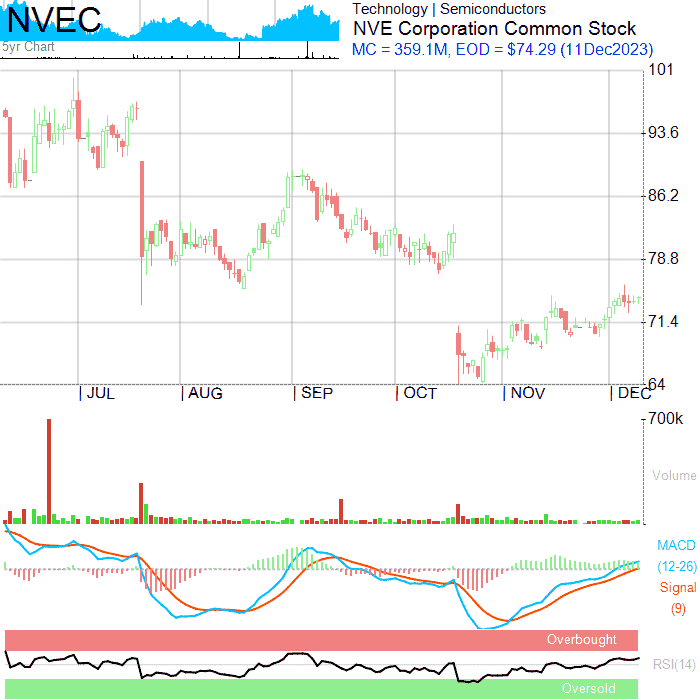 NVEC
5yr Chart
Technology | Semiconductors
NVE Corporation Common Stock
MC = 359.1M, EOD = $74.29 (11Dec2023)
101
93.6
86.2
78.8
71.4
64
JUL AUG SEP OCT NOV DEC
700k
Volume
MACD
(12-26)
Signal
(9)
Overbought
RSI(14)
Oversold